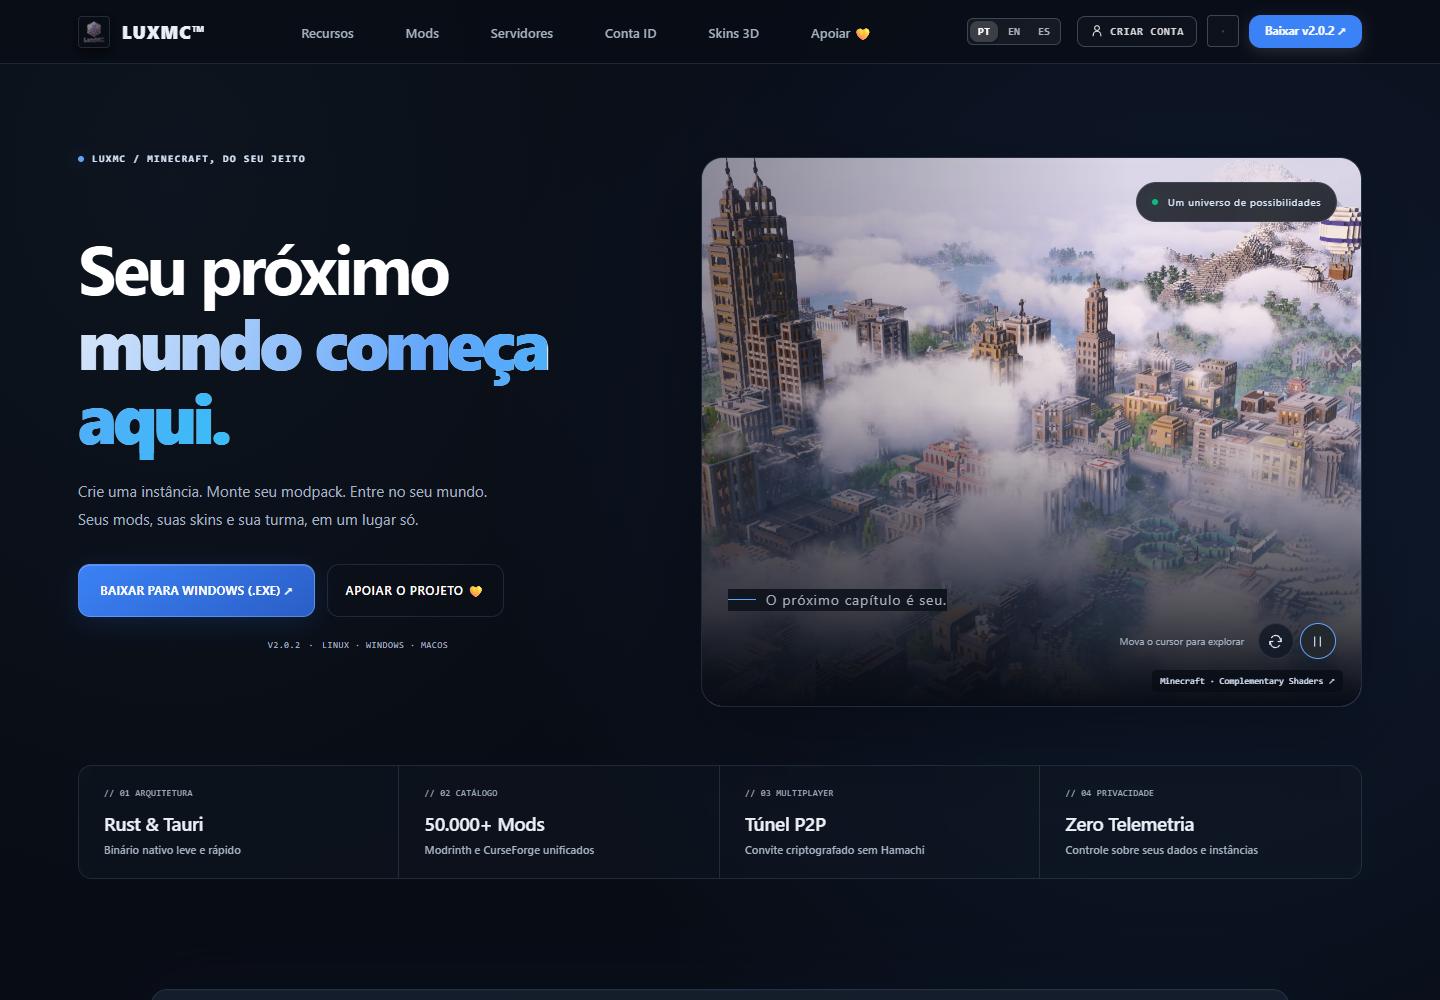 LUXMC™
Recursos
Mods
Servidores
Conta ID
Skins 3D
Apoiar 🧡
PT
EN
ES
CRIAR CONTA
Baixar v2.0.2 ↗
LUXMC / MINECRAFT, DO SEU JEITO
Seu próximo
mundo começa
aqui.
Crie uma instância. Monte seu modpack. Entre no seu mundo.
Seus mods, suas skins e sua turma, em um lugar só.
BAIXAR PARA WINDOWS (.EXE) ↗
APOIAR O PROJETO 🧡
V2.0.2 · LINUX · WINDOWS · MACOS
Um universo de possibilidades
O próximo capítulo é seu.
Mova o cursor para explorar
Minecraft · Complementary Shaders ↗
// 01 ARQUITETURA
Rust & Tauri
Binário nativo leve e rápido
// 02 CATÁLOGO
50.000+ Mods
Modrinth e CurseForge unificados
// 03 MULTIPLAYER
Túnel P2P
Convite criptografado sem Hamachi
// 04 PRIVACIDADE
Zero Telemetria
Controle sobre seus dados e instâncias